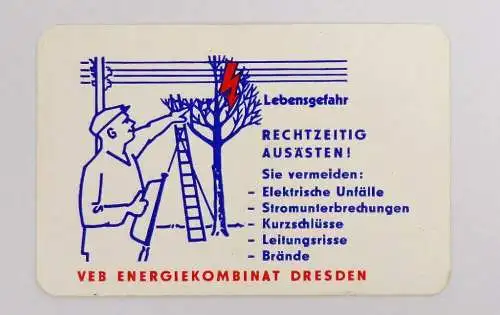 Lebensgefahr
RECHTZEITIG
AUSÄSTEN!
Sie vermeiden:
- Elektrische Unfälle
- Stromunterbrechungen
- Kurzschlüsse
- Leitungsrisse
- Brände
VEB ENERGIEKOMBINAT DRESDEN